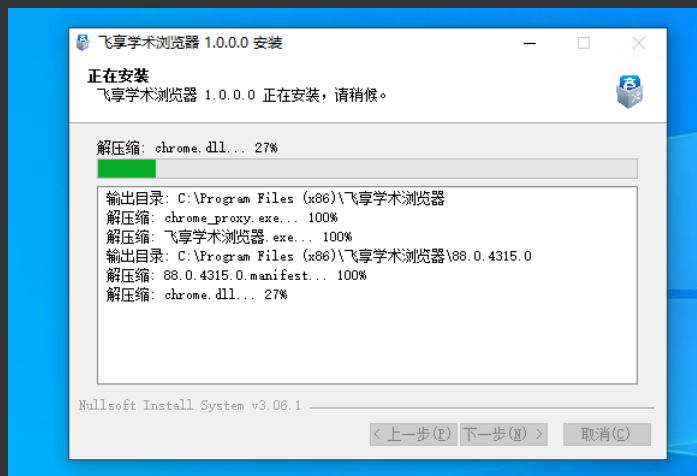 飞享学术浏览器 1.0.0.0 安装
正在安装
飞享学术浏览器 1.0.0.0 正在安装，请稍候。
解压缩: chrome.dll... 27%
输出目录: C:\Program Files (x86)\飞享学术浏览器
解压缩: chrome_proxy.exe... 100%
解压缩: 飞享学术浏览器.exe... 100%
输出目录: C:\Program Files (x86)\飞享学术浏览器\88.0.4315.0
解压缩: 88.0.4315.0.manifest... 100%
解压缩: chrome.dll... 27%
Nullsoft Install System v3.06.1
< 上一步(P) 下一步(N) > 取消(C)